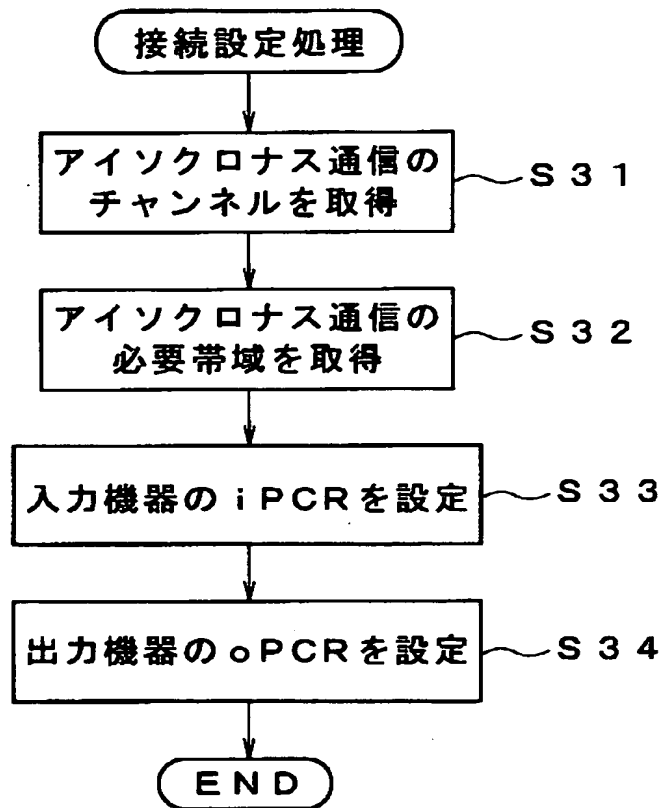 接続設定処理
アイソクロナス通信の
チャンネルを取得
S31
アイソクロナス通信の
必要帯域を取得
S32
入力機器のiPCRを設定
S33
出力機器のoPCRを設定
S34
END